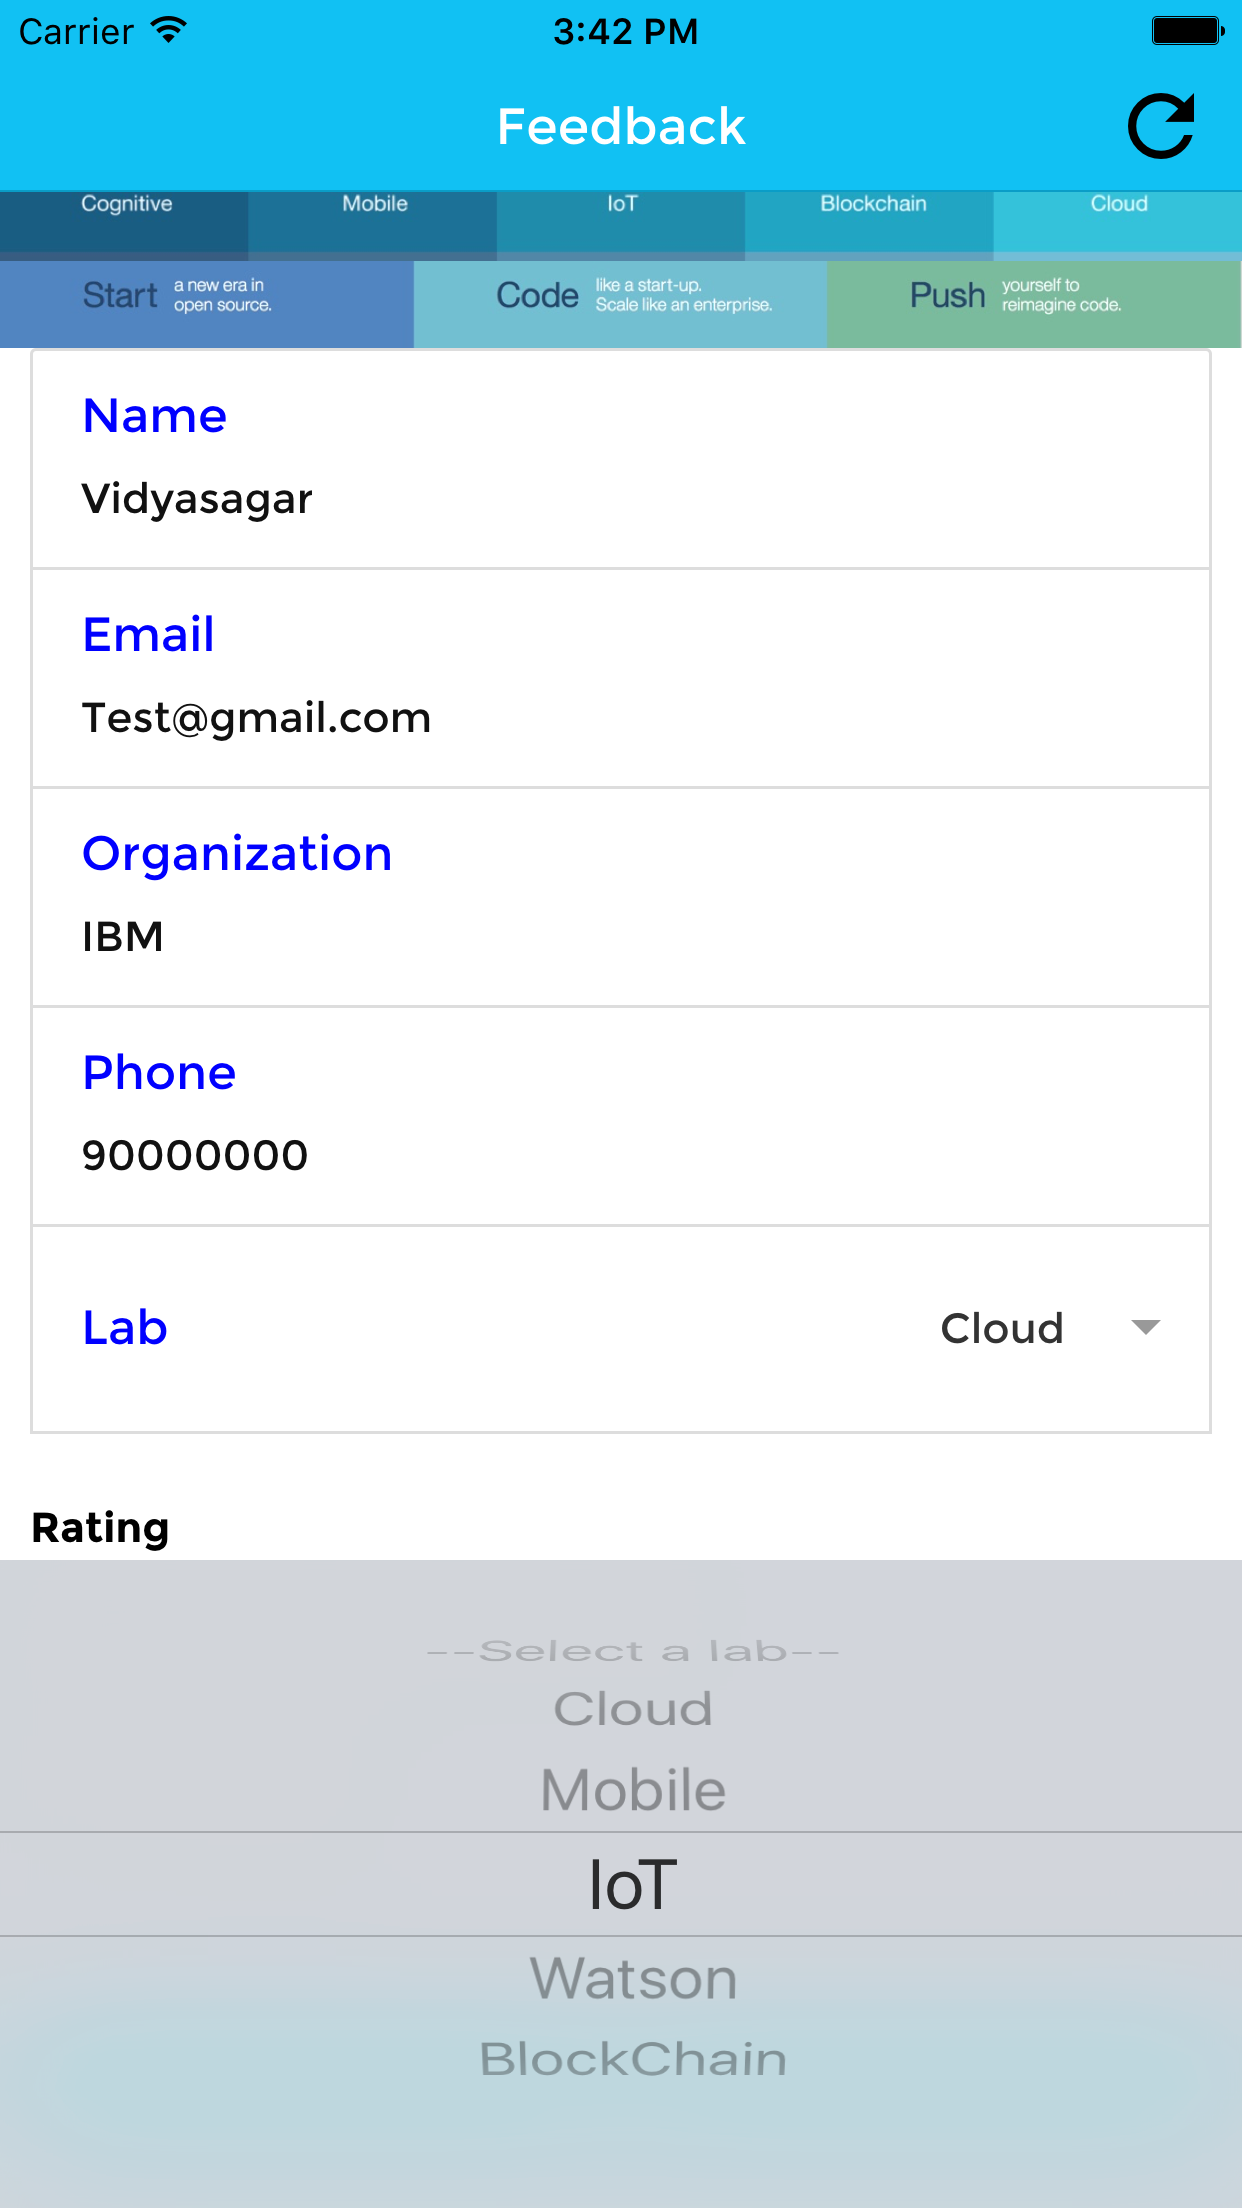 Carrier 3:42 PM
Feedback
Cognitive Mobile IoT Blockchain Cloud
Start a new era in open source. Code like a start-up. Scale like an enterprise. Push yourself to reimagine code.
Name
Vidyasagar
Email
Test@gmail.com
Organization
IBM
Phone
90000000
Lab Cloud
Rating
--Select a lab--
Cloud
Mobile
IoT
Watson
BlockChain